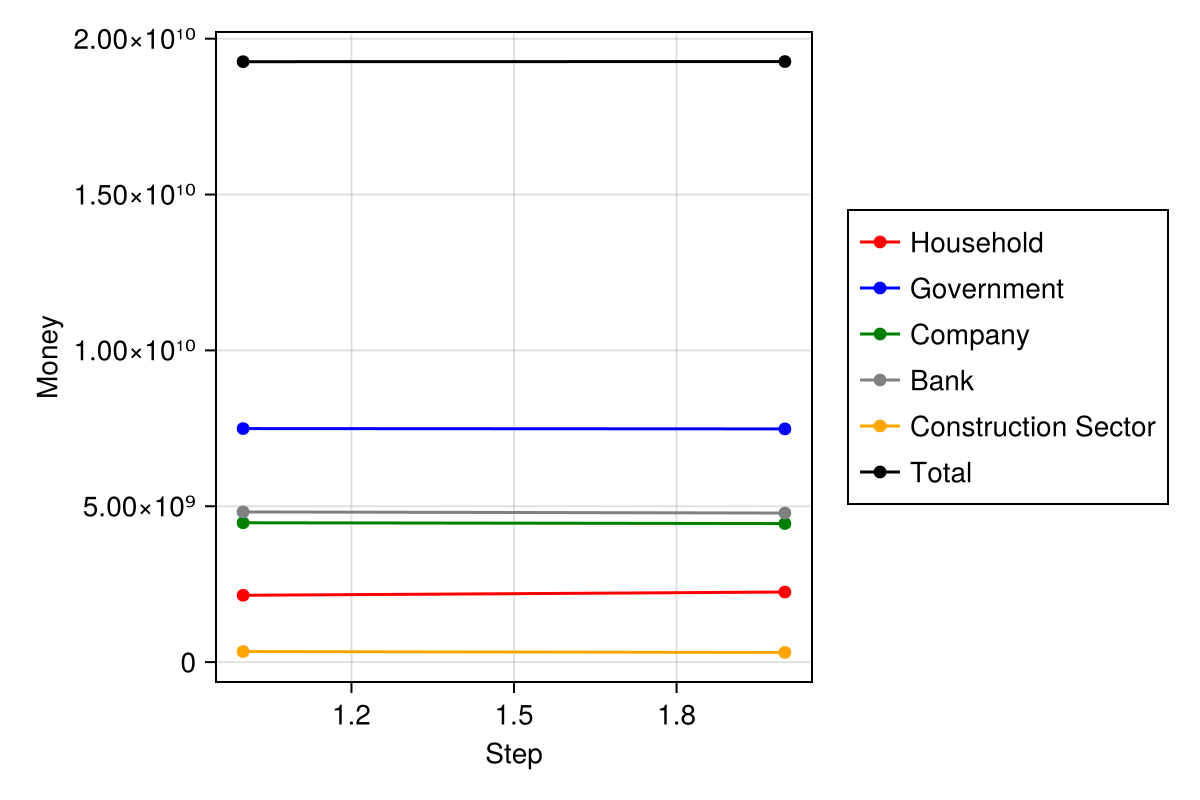 2.00×10¹⁰
1.50×10¹⁰
1.00×10¹⁰
5.00×10⁹
0
Money
1.2
1.5
1.8
Step
Household
Government
Company
Bank
Construction Sector
Total